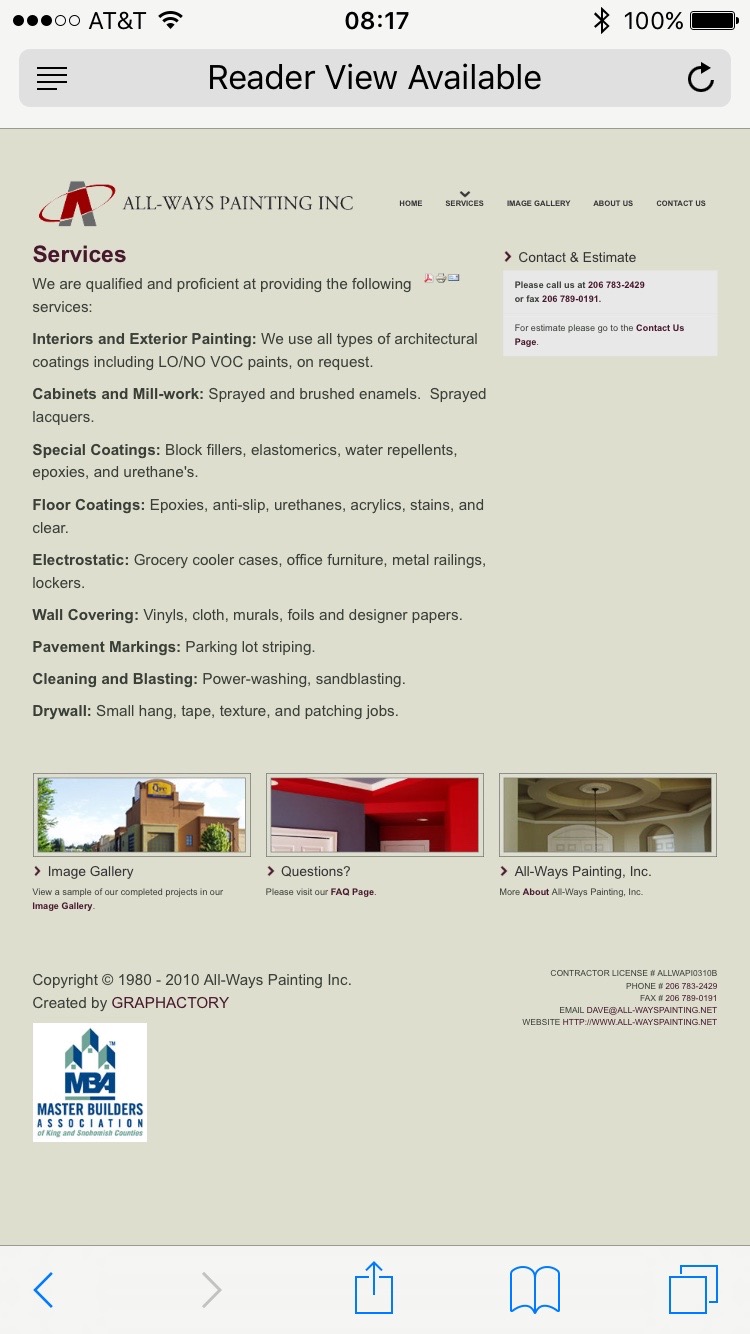 AT&T 08:17 100%
Reader View Available
ALL-WAYS PAINTING INC
HOME SERVICES IMAGE GALLERY ABOUT US CONTACT US
Services
We are qualified and proficient at providing the following
services:
Interiors and Exterior Painting: We use all types of architectural
coatings including LO/NO VOC paints, on request.
Cabinets and Mill-work: Sprayed and brushed enamels.  Sprayed
lacquers.
Special Coatings: Block fillers, elastomerics, water repellents,
epoxies, and urethane's.
Floor Coatings: Epoxies, anti-slip, urethanes, acrylics, stains, and
clear.
Electrostatic: Grocery cooler cases, office furniture, metal railings,
lockers.
Wall Covering: Vinyls, cloth, murals, foils and designer papers.
Pavement Markings: Parking lot striping.
Cleaning and Blasting: Power-washing, sandblasting.
Drywall: Small hang, tape, texture, and patching jobs.
Contact & Estimate
Please call us at 206 783-2429
or fax 206 789-0191.
For estimate please go to the Contact Us
Page.
Image Gallery
View a sample of our completed projects in our
Image Gallery.
Questions?
Please visit our FAQ Page.
All-Ways Painting, Inc.
More About All-Ways Painting, Inc.
Copyright © 1980 - 2010 All-Ways Painting Inc.
Created by GRAPHACTORY
CONTRACTOR LICENSE # ALLWAPI0310B
PHONE # 206 783-2429
FAX # 206 789-0191
EMAIL DAVE@ALL-WAYSPAINTING.NET
WEBSITE HTTP://WWW.ALL-WAYSPAINTING.NET
MBA
MASTER BUILDERS
ASSOCIATION
of King and Snohomish Counties